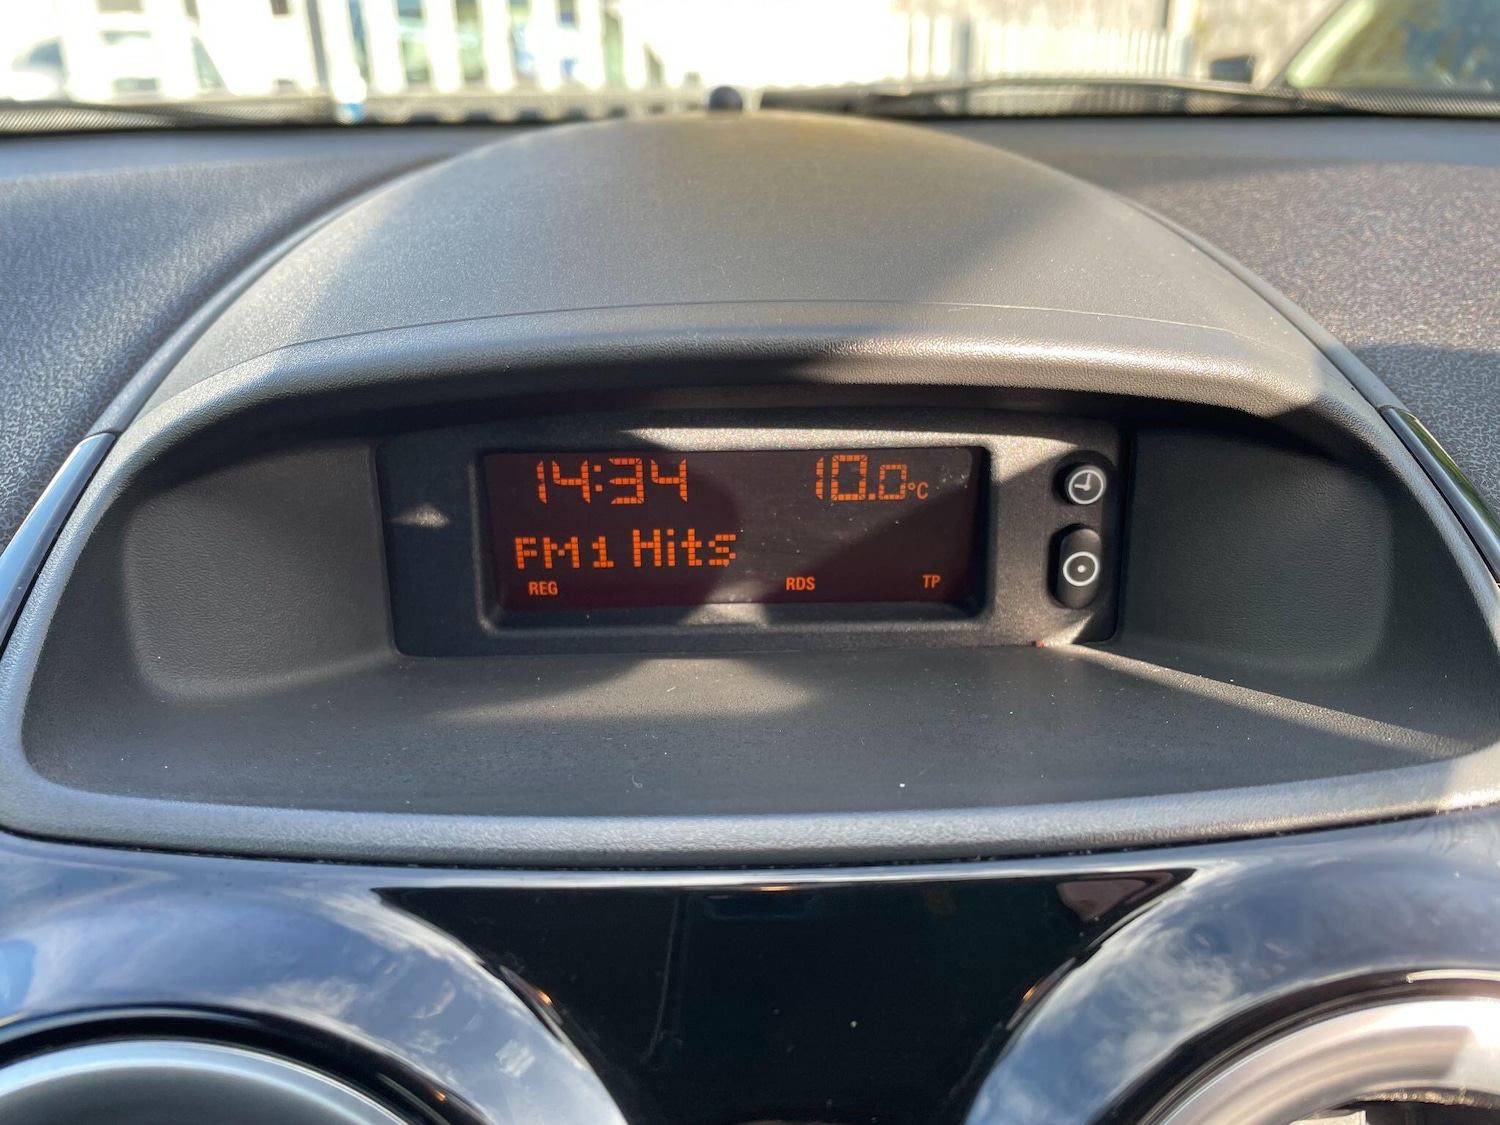 14:34 10.0°C
FM1 Hits
REG RDS TP